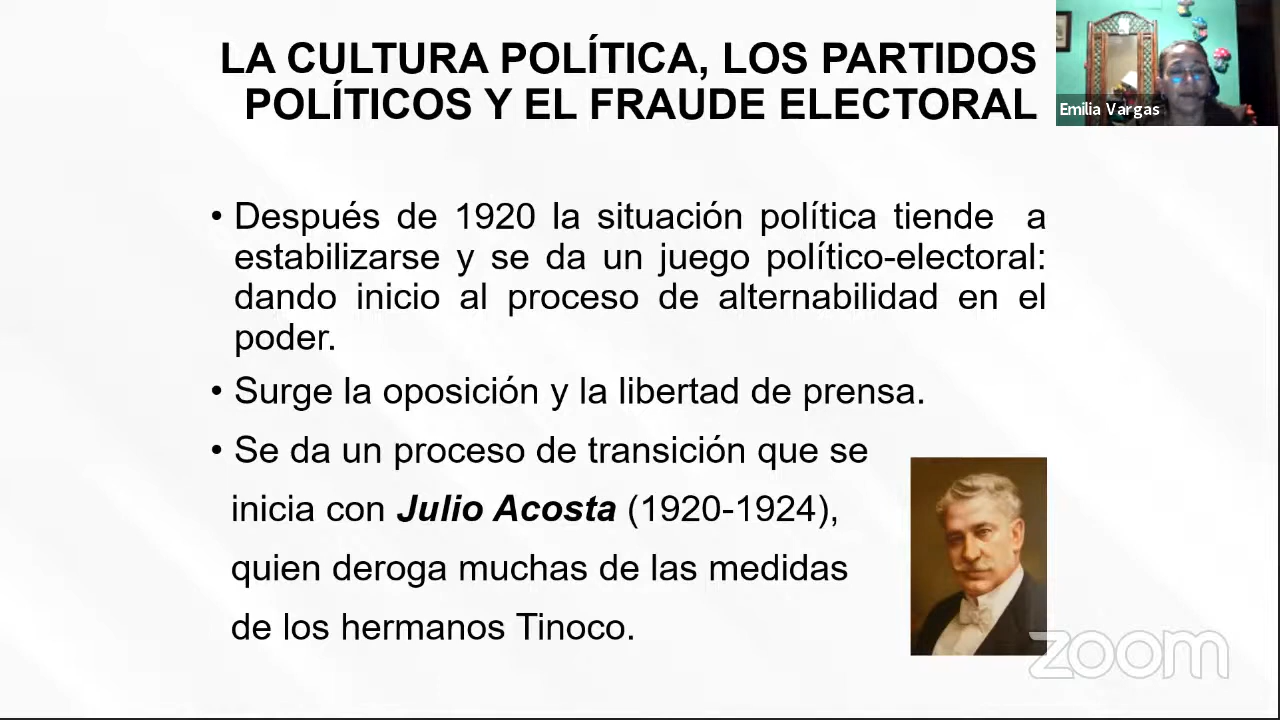 LA CULTURA POLÍTICA, LOS PARTIDOS
POLÍTICOS Y EL FRAUDE ELECTORAL
Emilia Vargas
• Después de 1920 la situación política tiende a
estabilizarse y se da un juego político-electoral:
dando inicio al proceso de alternabilidad en el
poder.
• Surge la oposición y la libertad de prensa.
• Se da un proceso de transición que se
inicia con Julio Acosta (1920-1924),
quien deroga muchas de las medidas
de los hermanos Tinoco.
zoom